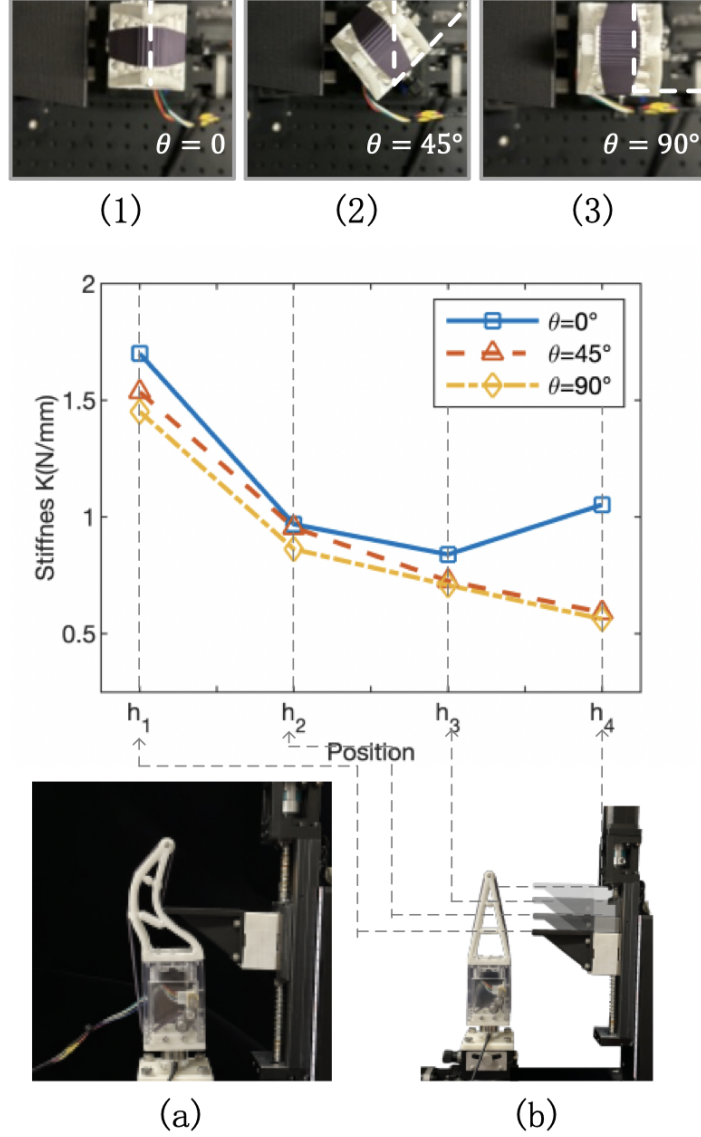 θ = 0
θ = 45°
θ = 90°
(1)
(2)
(3)
2
1.5
1
0.5
Stiffnes K(N/mm)
θ=0°
θ=45°
θ=90°
h1
h2
h3
h4
Position
(a)
(b)